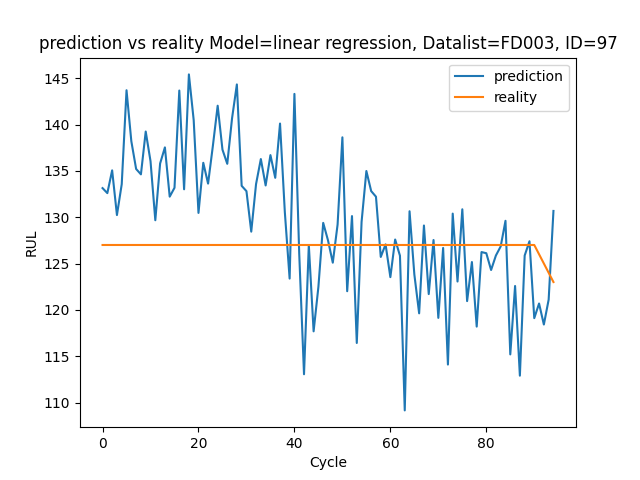 prediction vs reality Model=linear regression, Datalist=FD003, ID=97
prediction
reality
RUL
145
140
135
130
125
120
115
110
0 20 40 60 80
Cycle